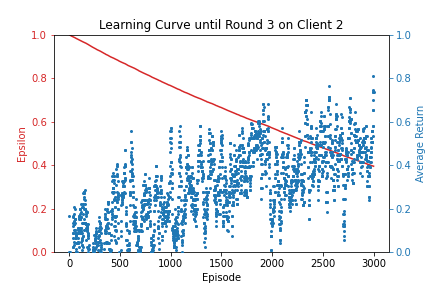 Learning Curve until Round 3 on Client 2
1.0 1.0
0.8 0.8
0.6 0.6
Epsilon Average Return
0.4 0.4
0.2 0.2
0.0 0.0
0 500 1000 1500 2000 2500 3000
Episode